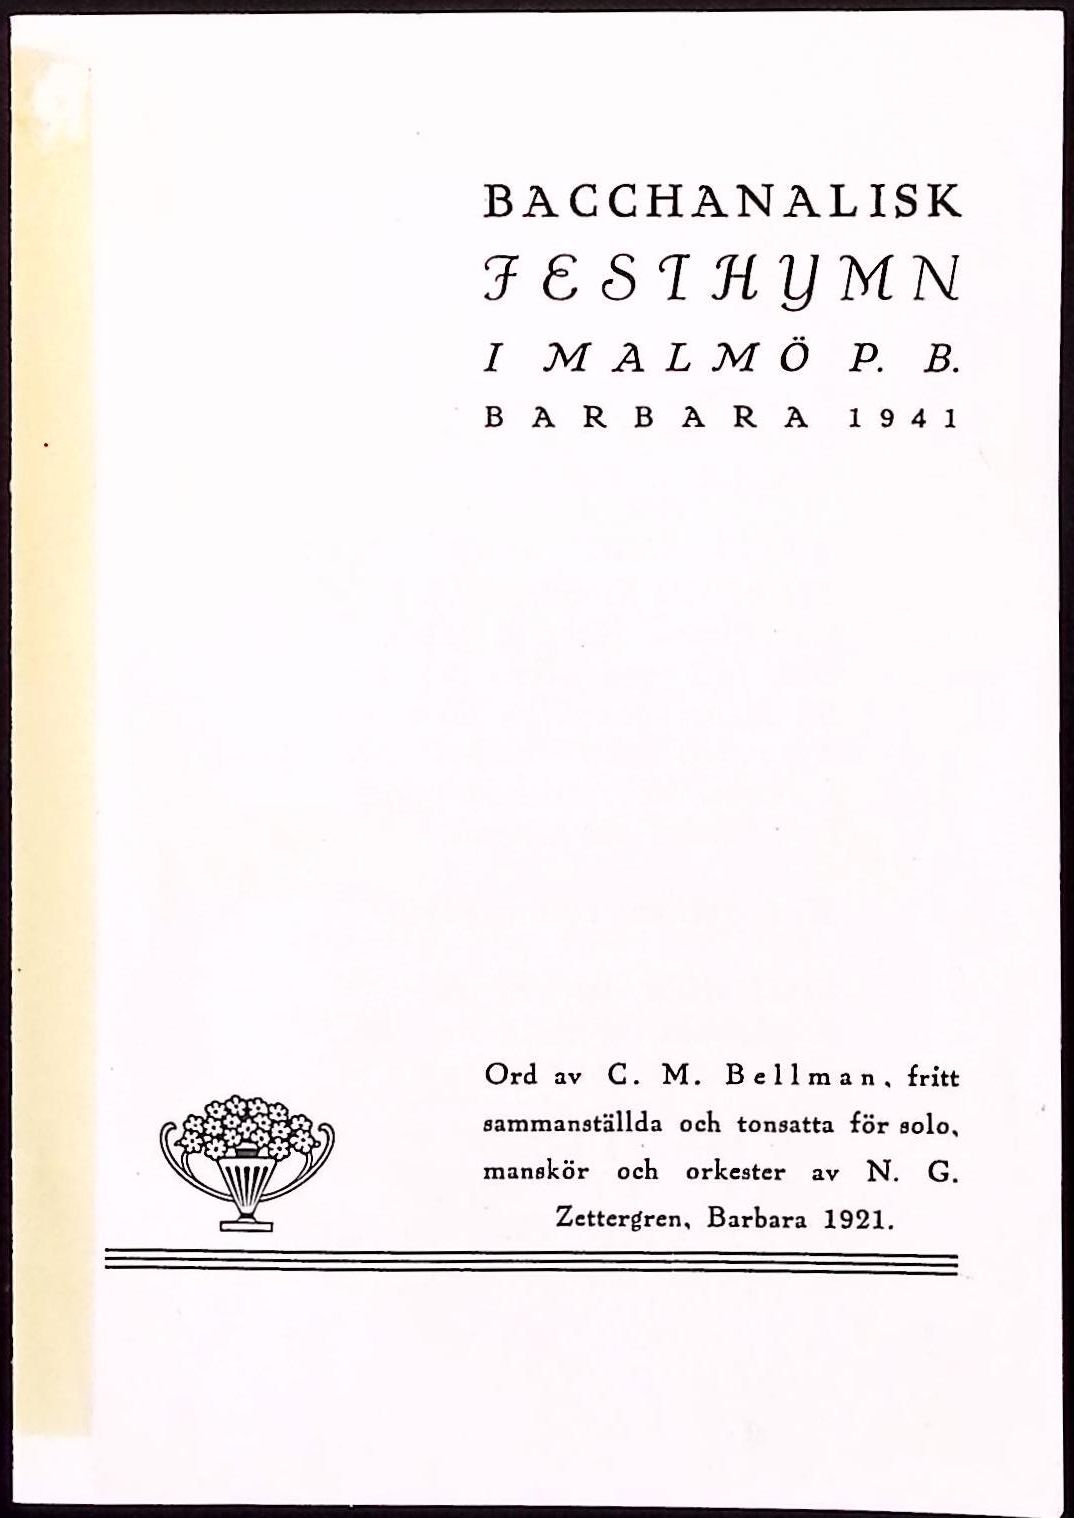 BACCHANALISK
FESTHYMN
I MALMÖ P. B.
BARBARA 1941
Ord av C. M. Bellman, fritt
sammanställda och tonsatta för solo,
manskör och orkester av N. G.
Zettergren, Barbara 1921.